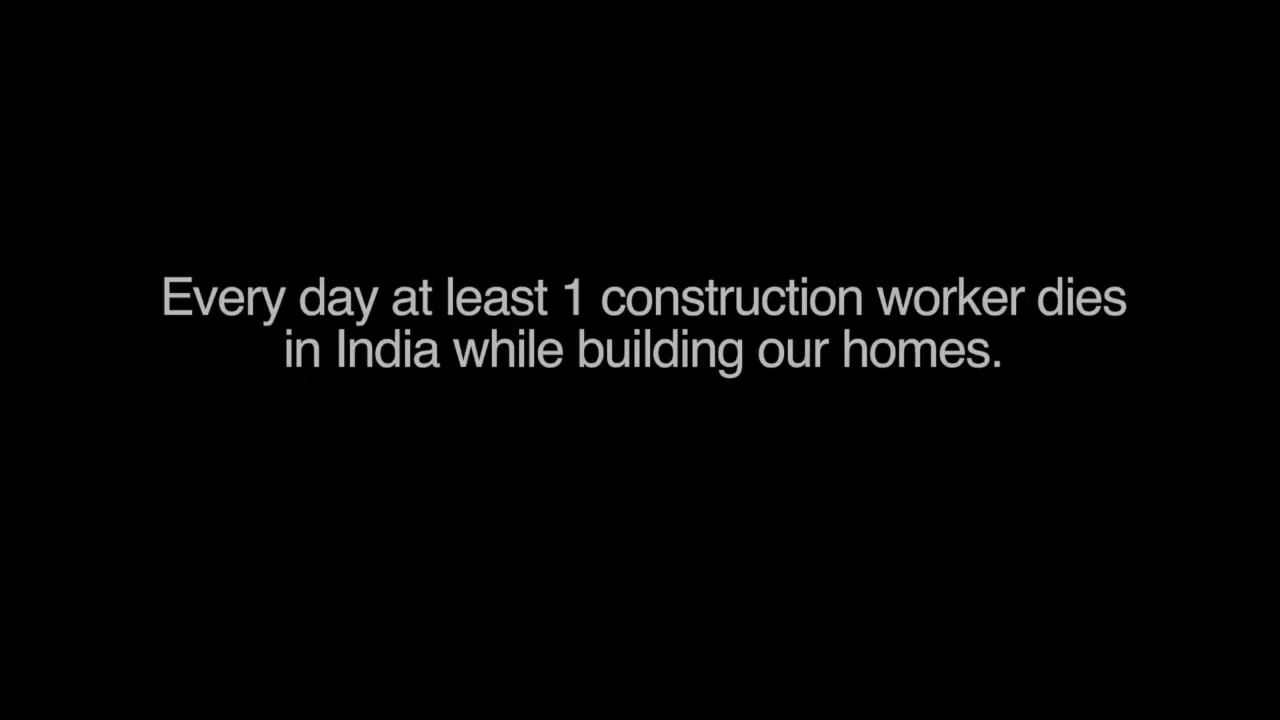 Every day at least 1 construction worker dies
in India while building our homes.